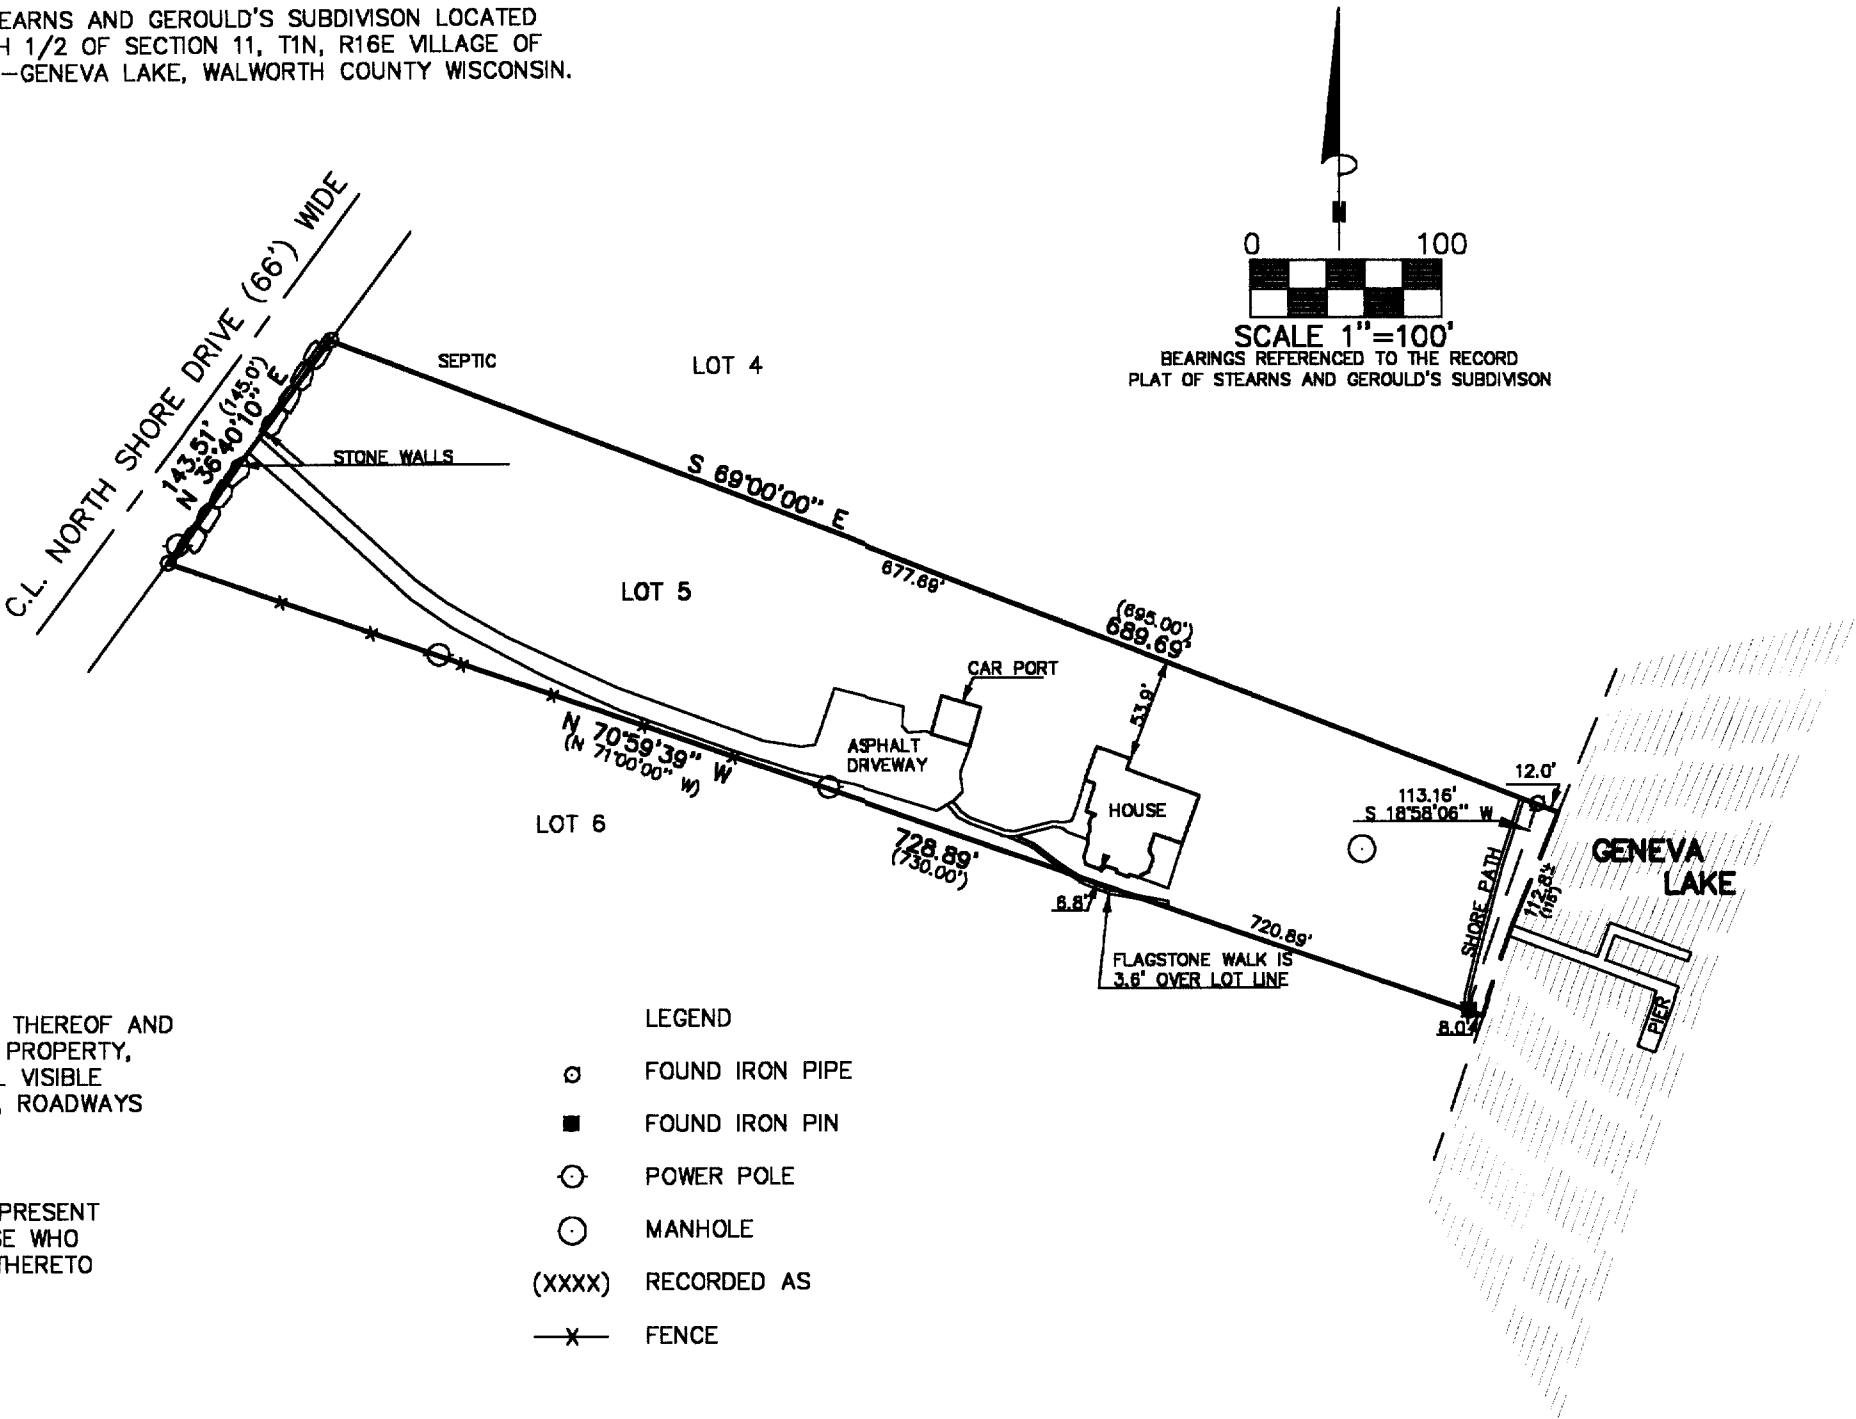 EARNS AND GEROULD'S SUBDIVISON LOCATED
H 1/2 OF SECTION 11, T1N, R16E VILLAGE OF
-GENEVA LAKE, WALWORTH COUNTY WISCONSIN.
0 100
SCALE 1"=100'
BEARINGS REFERENCED TO THE RECORD
PLAT OF STEARNS AND GEROULD'S SUBDIVISON
C.L. NORTH SHORE DRIVE (66') WIDE
143.51' (145.0')
N 36°40'10" E
SEPTIC
LOT 4
STONE WALLS
S 69°00'00" E
677.69'
(695.00')
689.69'
LOT 5
CAR PORT
53.9'
ASPHALT
DRIVEWAY
HOUSE
N 70°59'39" W
(N 71°00'00" W)
LOT 6
728.89'
(730.00')
6.8'
FLAGSTONE WALK IS
3.6' OVER LOT LINE
720.89'
12.0'
113.16'
S 18°58'06" W
SHORE PATH
112.8'±
8.0'
GENEVA
LAKE
PIER
THEREOF AND
PROPERTY,
L VISIBLE
, ROADWAYS
PRESENT
SE WHO
THERETO
LEGEND
FOUND IRON PIPE
FOUND IRON PIN
POWER POLE
MANHOLE
(XXXX) RECORDED AS
FENCE